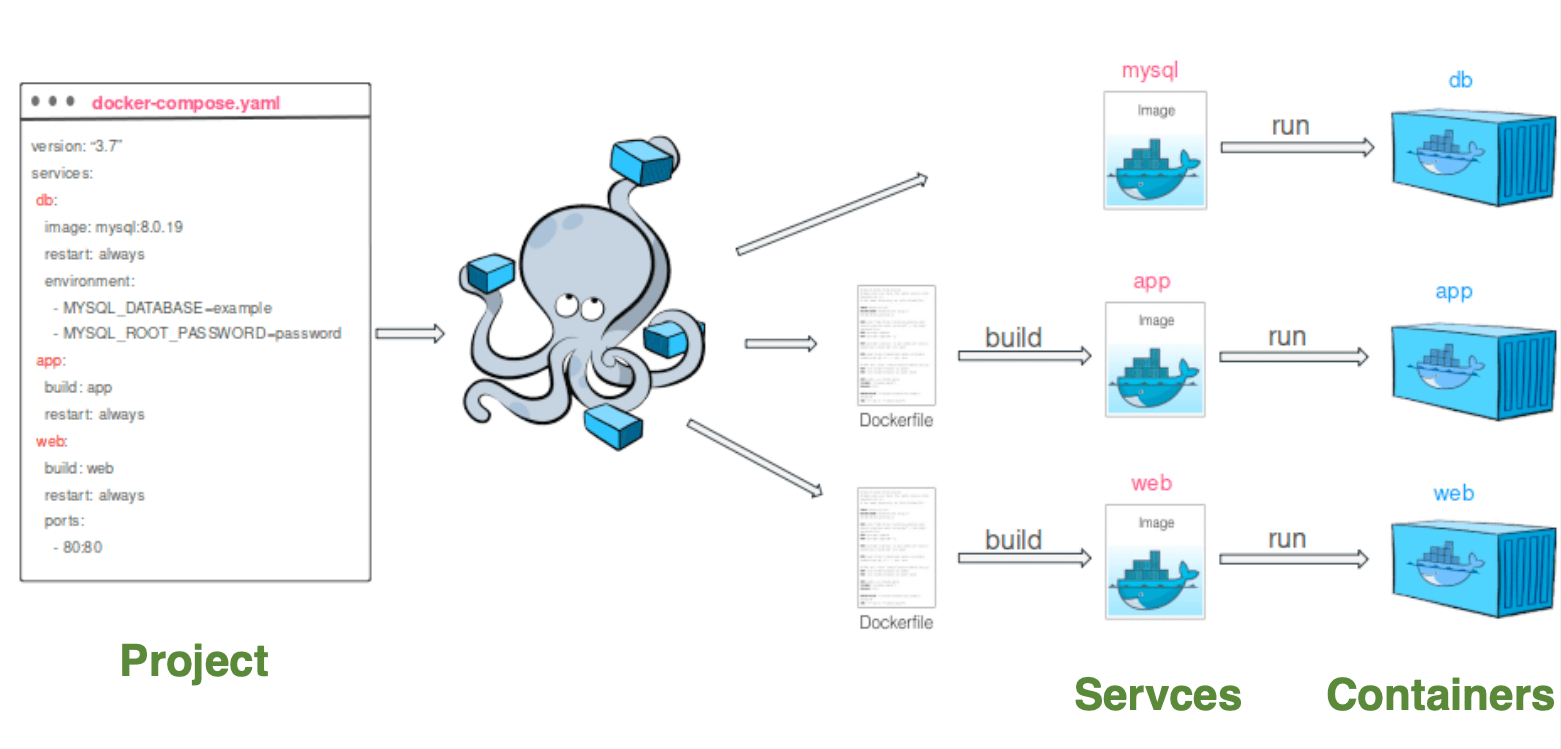 docker-compose.yaml
version: “3.7”
services:
db:
image: mysql:8.0.19
restart: always
environment:
- MYSQL_DATABASE=example
- MYSQL_ROOT_PASSWORD=password
app:
build: app
restart: always
web:
build: web
restart: always
ports:
- 80:80
Project
mysql
Image
run
db
Dockerfile
build
app
Image
run
app
Dockerfile
build
web
Image
run
web
Servces
Containers